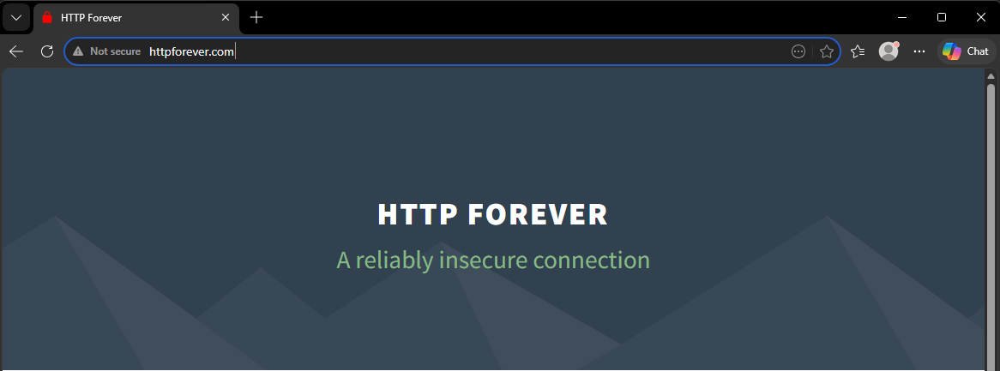 HTTP Forever
Not secure httpforever.com
Chat
HTTP FOREVER
A reliably insecure connection